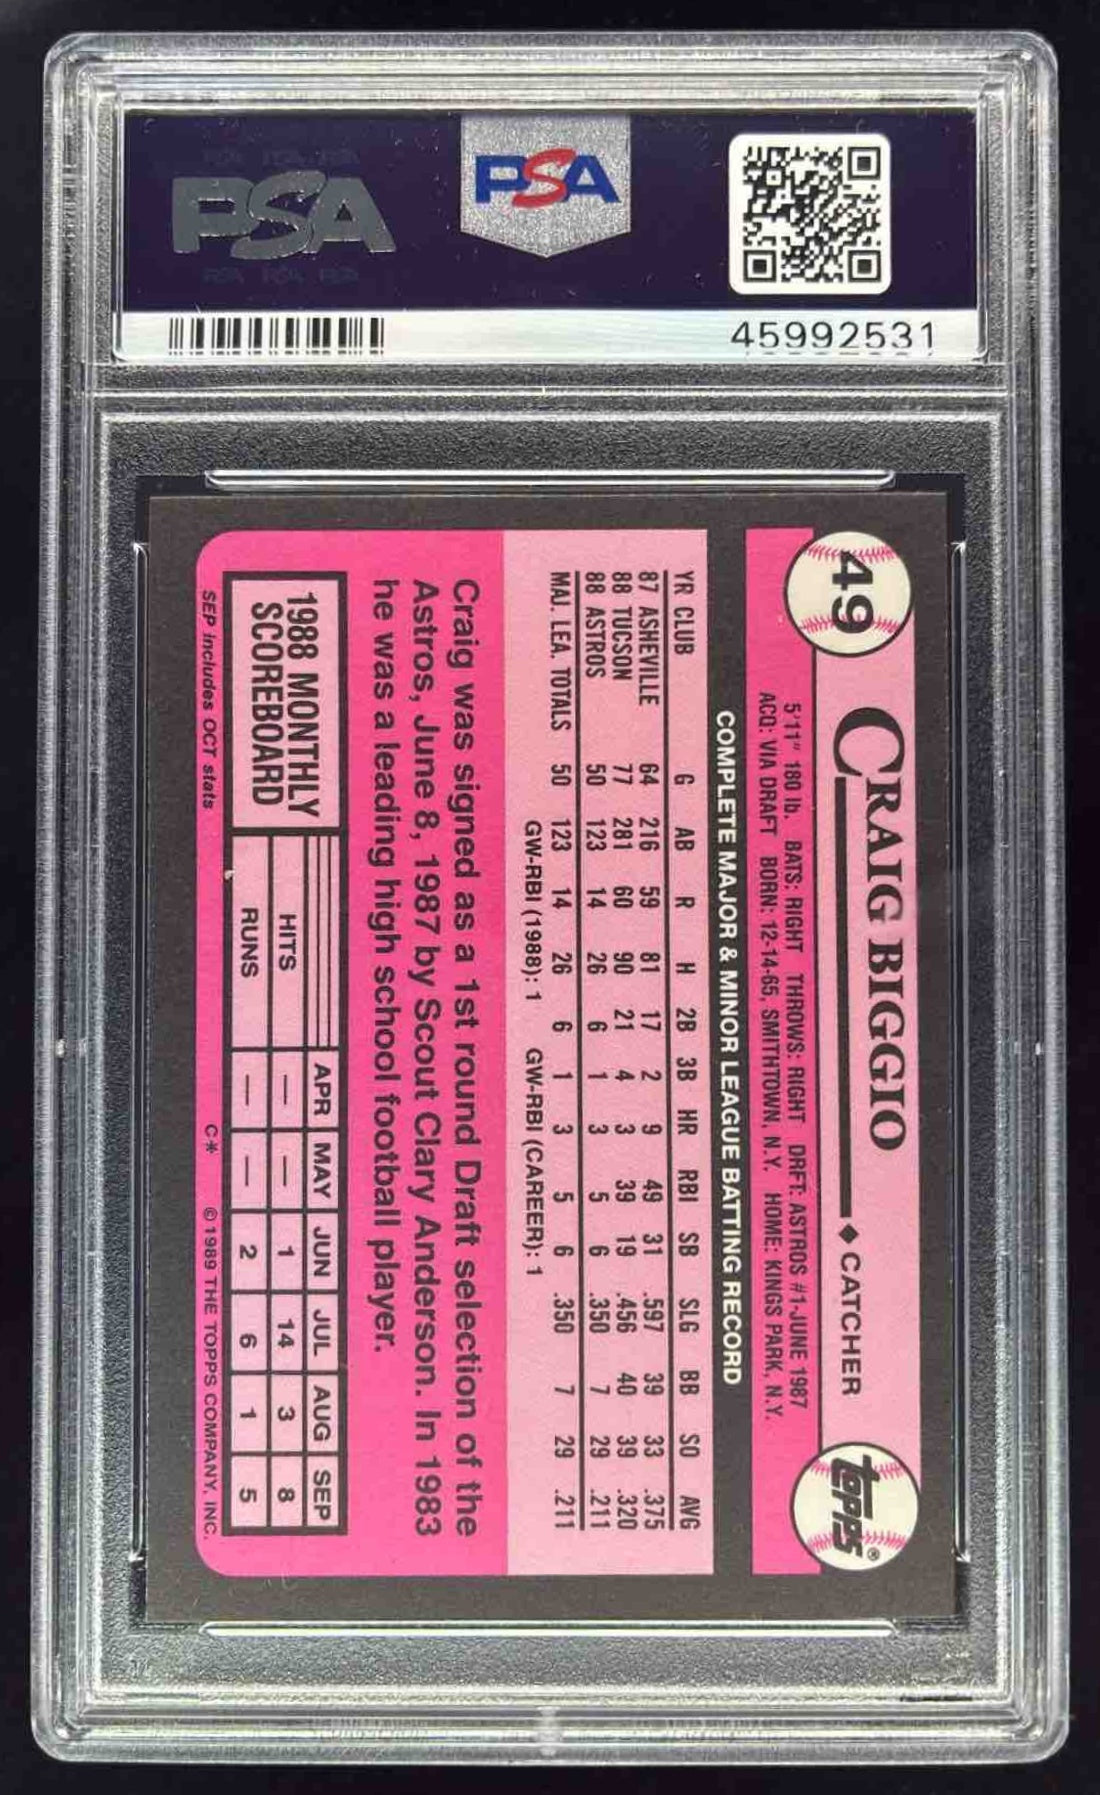 PSA
PSA
45992531
49
CRAIG BIGGIO
◆ CATCHER
topps®
5'11" 180 lb. BATS: RIGHT THROWS: RIGHT DRFT: ASTROS #1-JUNE 1987
ACQ: VIA DRAFT BORN: 12-14-65, SMITHTOWN, N.Y. HOME: KINGS PARK, N.Y.
COMPLETE MAJOR & MINOR LEAGUE BATTING RECORD
YR CLUB G AB R H 2B 3B HR RBI SB SLG BB SO AVG
87 ASHEVILLE 64 216 59 81 17 2 9 49 31 .597 39 33 .375
88 TUCSON 77 281 60 90 21 4 3 39 19 .456 40 39 .320
88 ASTROS 50 123 14 26 6 1 3 5 6 .350 7 29 .211
MAJ. LEA. TOTALS 50 123 14 26 6 1 3 5 6 .350 7 29 .211
GW-RBI (1988): 1 GW-RBI (CAREER): 1
Craig was signed as a 1st round Draft selection of the
Astros, June 8, 1987 by Scout Clary Anderson. In 1983
he was a leading high school football player.
1988 MONTHLY
SCOREBOARD
APR MAY JUN JUL AUG SEP
HITS — — 1 14 3 8
RUNS — — 2 6 1 5
SEP includes OCT stats
C* © 1989 THE TOPPS COMPANY, INC.